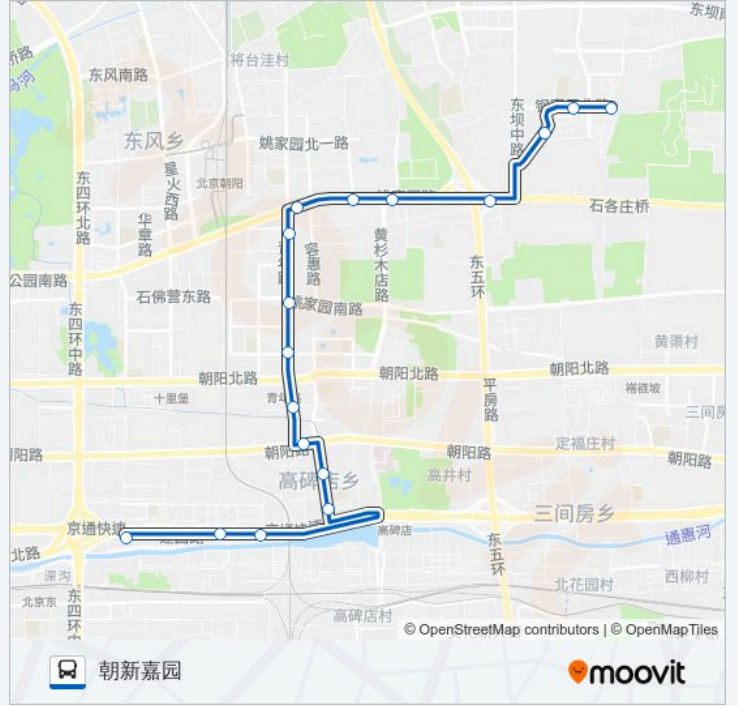 东坝南
桥路
将台洼村
东风南路
马河
东坝中路
东风乡
姚家园北一路
北京朝阳
星火西路
东四环北路
石各庄桥
华章路
容惠路
黄杉木店路
东五环
公园南路
石佛营东路
姚家园南路
东四环中路
黄渠村
朝阳北路
朝阳北路
朝阳北路
平房路
褡裢坡
十里堡
青年
三间房
定福庄村
阳路
朝阳
朝阳路
朝阳路
高碑店乡
高井村
三间房乡
京通快速
高碑店
通惠河
北路
东五环
深沟
北花园村
西柳村
北京东
东四环中
高碑店村
© OpenStreetMap contributors | © OpenMapTiles
朝新嘉园
moovit